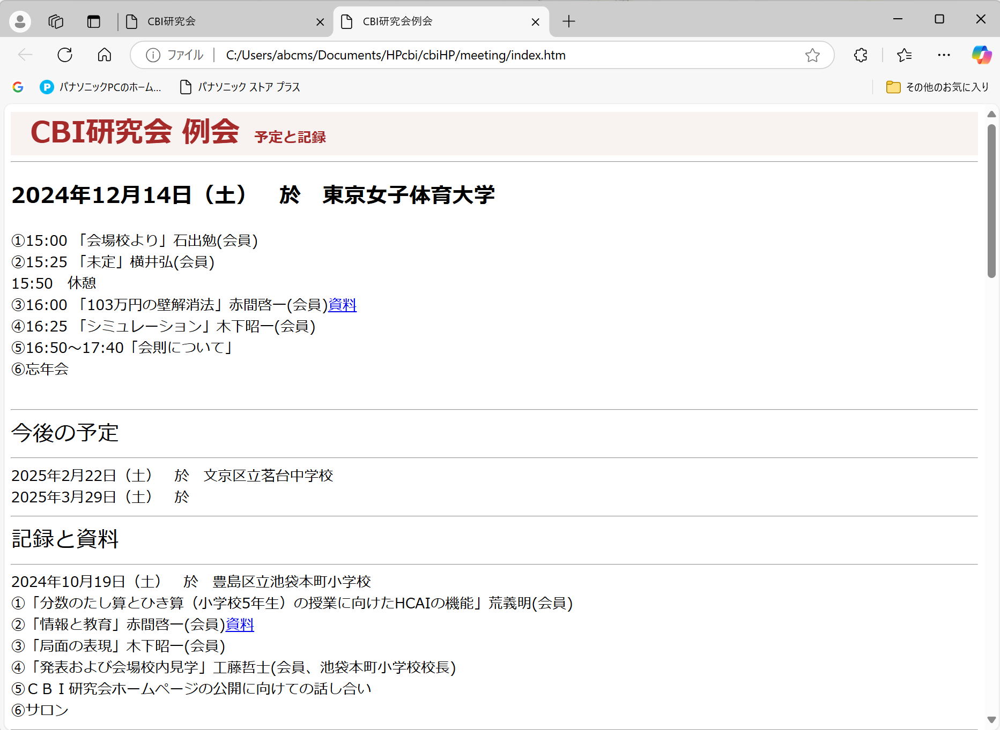 CBI研究会
CBI研究会例会
ファイル C:/Users/abcms/Documents/HPcbi/cbiHP/meeting/index.htm
パナソニックPCのホーム...
パナソニック ストア プラス
その他のお気に入り
CBI研究会 例会 予定と記録
2024年12月14日（土）　於　東京女子体育大学
①15:00 「会場校より」石出勉(会員)
②15:25 「未定」横井弘(会員)
15:50　休憩
③16:00 「103万円の壁解消法」赤間啓一(会員)資料
④16:25 「シミュレーション」木下昭一(会員)
⑤16:50～17:40「会則について」
⑥忘年会
今後の予定
2025年2月22日（土）　於　文京区立茗台中学校
2025年3月29日（土）　於
記録と資料
2024年10月19日（土）　於　豊島区立池袋本町小学校
①「分数のたし算とひき算（小学校5年生）の授業に向けたHCAIの機能」荒義明(会員)
②「情報と教育」赤間啓一(会員)資料
③「局面の表現」木下昭一(会員)
④「発表および会場校内見学」工藤哲士(会員、池袋本町小学校校長)
⑤ＣＢＩ研究会ホームページの公開に向けての話し合い
⑥サロン